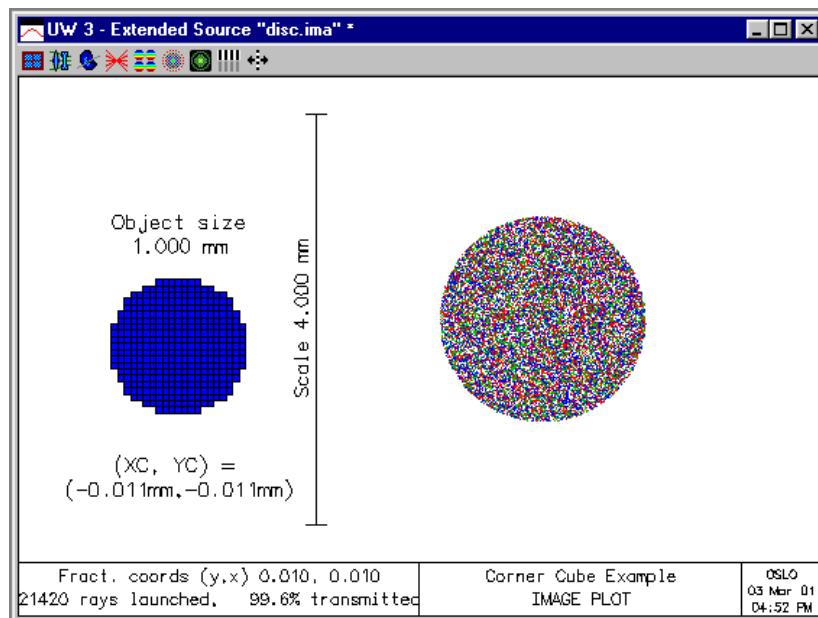 UW 3 - Extended Source "disc.ima" *
Object size
1.000 mm
Scale 4.000 mm
(XC, YC) =
(-0.011mm,-0.011mm)
Fract. coords (y,x) 0.010, 0.010
21420 rays launched, 99.6% transmitted
Corner Cube Example
IMAGE PLOT
OSLO
03 Mar 01
04:52 PM